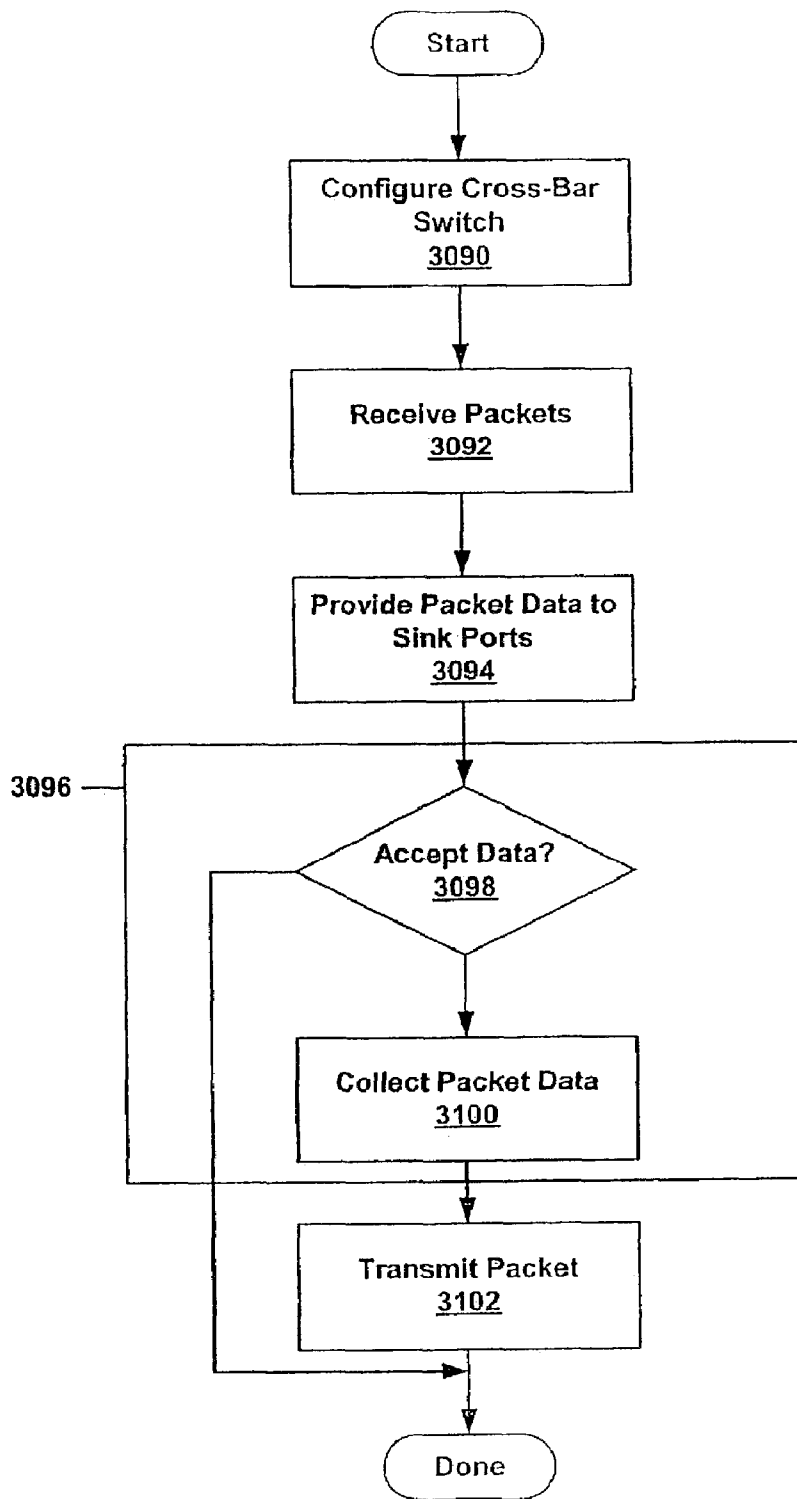 Start
Configure Cross-Bar
Switch
3090
Receive Packets
3092
Provide Packet Data to
Sink Ports
3094
3096
Accept Data?
3098
Collect Packet Data
3100
Transmit Packet
3102
Done